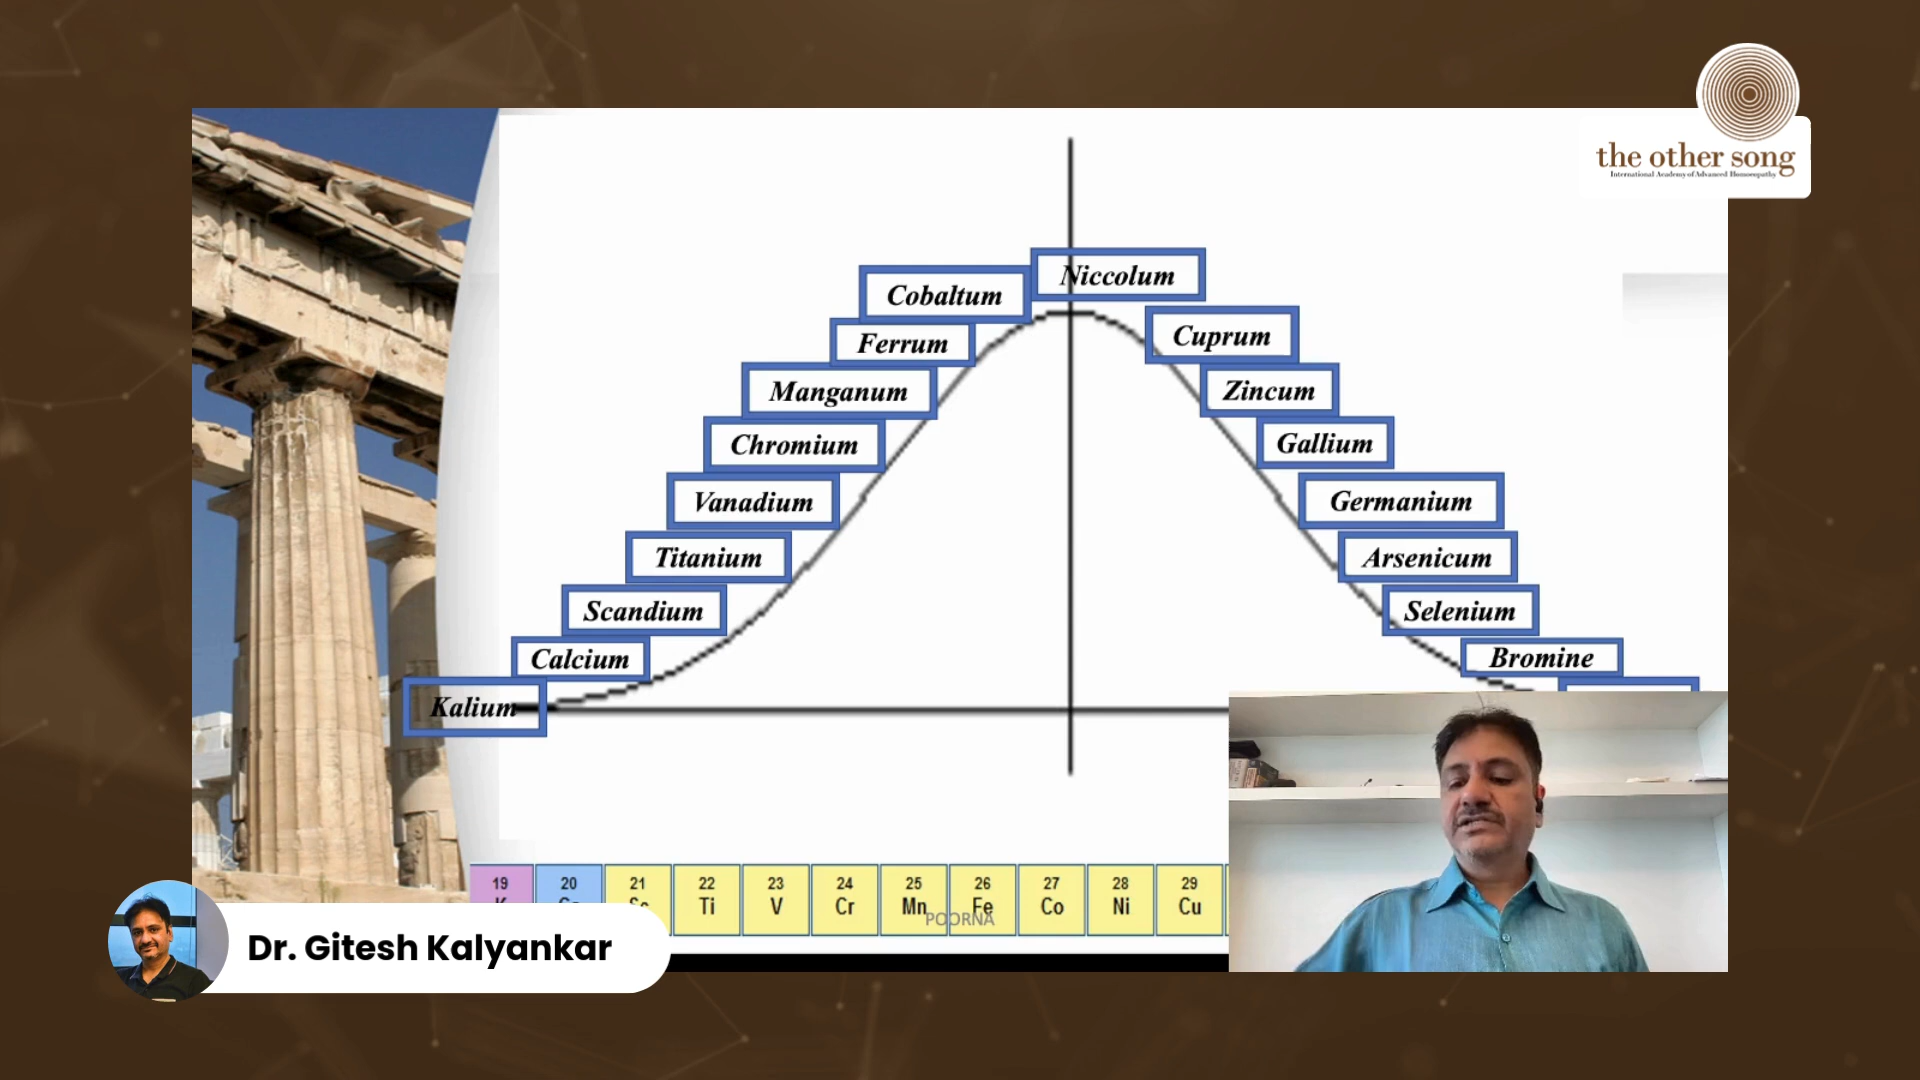 the other song
International Academy of Advanced Homoeopathy
Niccolum
Cobaltum
Cuprum
Ferrum
Zincum
Manganum
Gallium
Chromium
Germanium
Vanadium
Arsenicum
Titanium
Selenium
Scandium
Bromine
Calcium
Kalium
19 20 21 22 23 24 25 26 27 28 29
Ti V Cr Mn Fe Co Ni Cu
POORNA
Dr. Gitesh Kalyankar